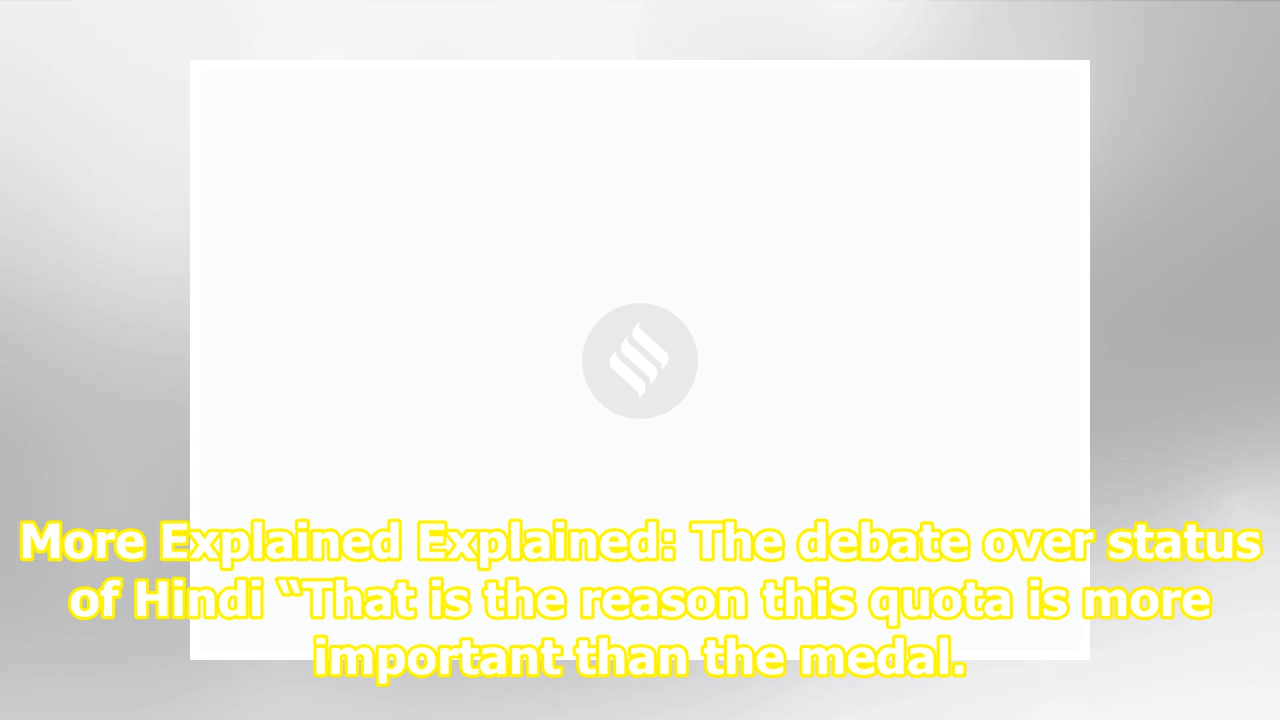 More Explained Explained: The debate over status
of Hindi “That is the reason this quota is more
important than the medal.